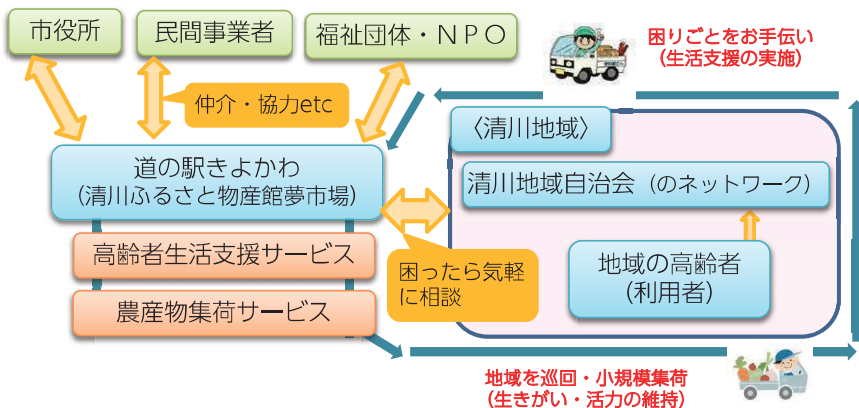 市役所
民間事業者
福祉団体・NPO
困りごとをお手伝い
(生活支援の実施)
仲介・協力etc
〈清川地域〉
道の駅きよかわ
(清川ふるさと物産館夢市場)
清川地域自治会(のネットワーク)
高齢者生活支援サービス
困ったら気軽
に相談
地域の高齢者
(利用者)
農産物集荷サービス
地域を巡回・小規模集荷
(生きがい・活力の維持)